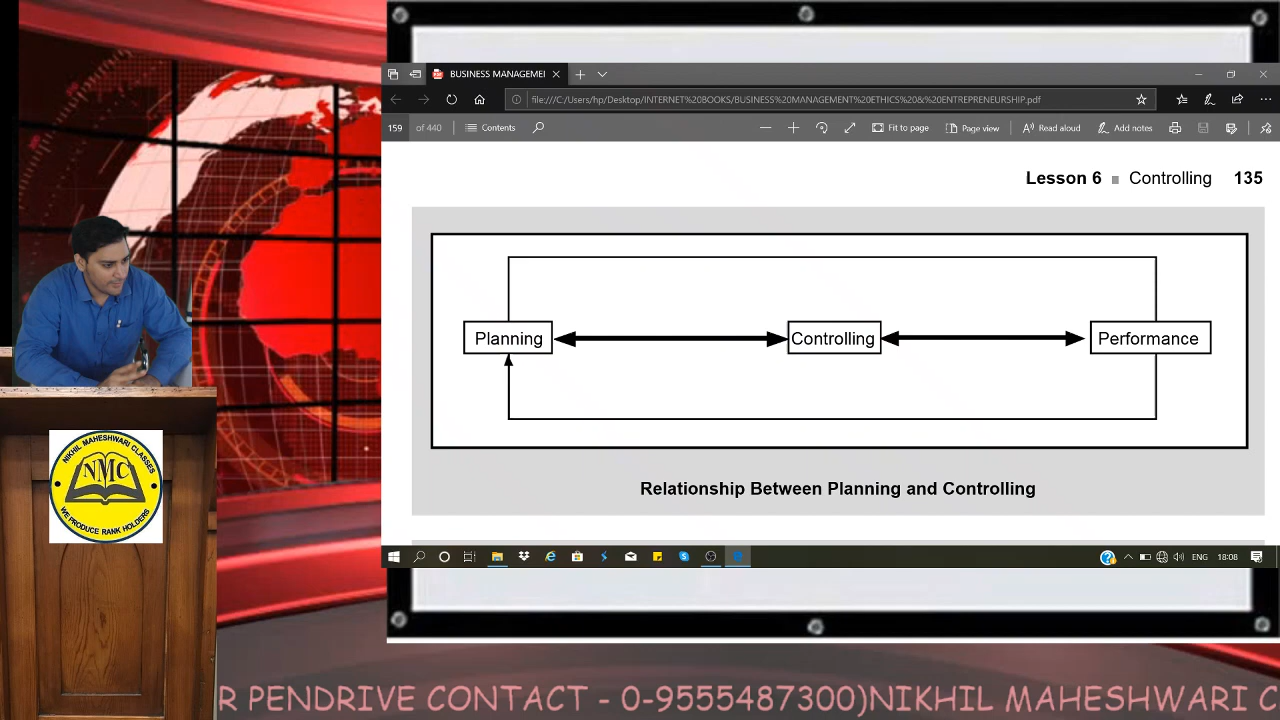 BUSINESS MANAGEMEI
file:///C:/Users/hp/Desktop/INTERNET%20BOOKS/BUSINESS%20MANAGEMENT%20ETHICS%20&%20ENTREPRENEURSHIP.pdf
159 of 440 Contents Fit to page Page view Read aloud Add notes
Lesson 6 ■ Controlling 135
Planning Controlling Performance
Relationship Between Planning and Controlling
ENG 18:08
NIKHIL MAHESHWARI CLASSES
NMC
WE PRODUCE RANK HOLDERS
R PENDRIVE CONTACT - 0-9555487300)NIKHIL MAHESHWARI C